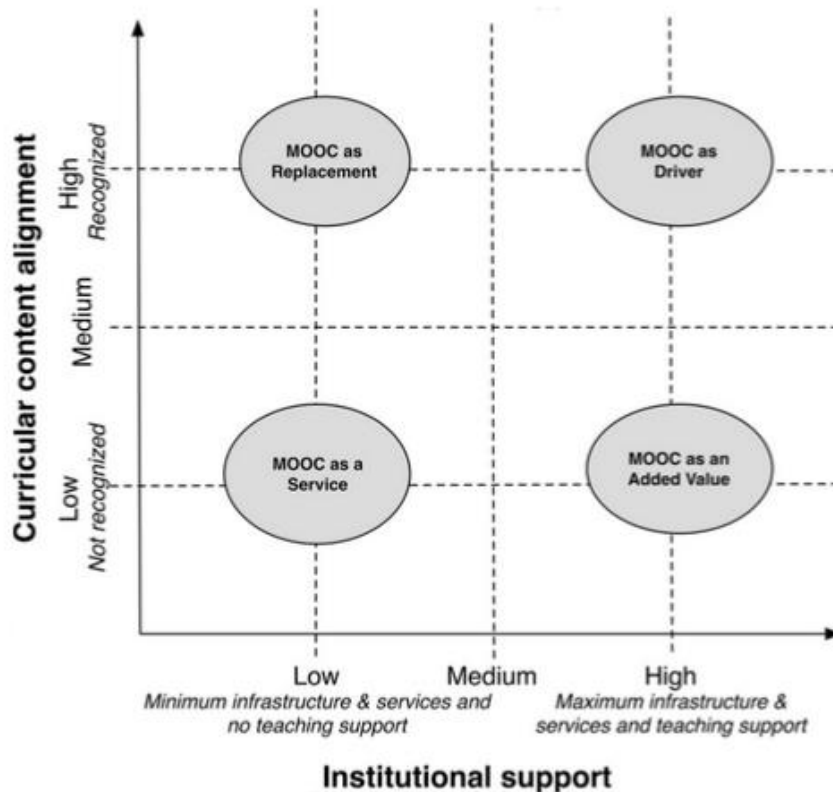 Curricular content alignment
High
Recognized
Medium
Low
Not recognized
MOOC as
Replacement
MOOC as
Driver
MOOC as a
Service
MOOC as an
Added Value
Low
Medium
High
Minimum infrastructure & services and
no teaching support
Maximum infrastructure &
services and teaching support
Institutional support